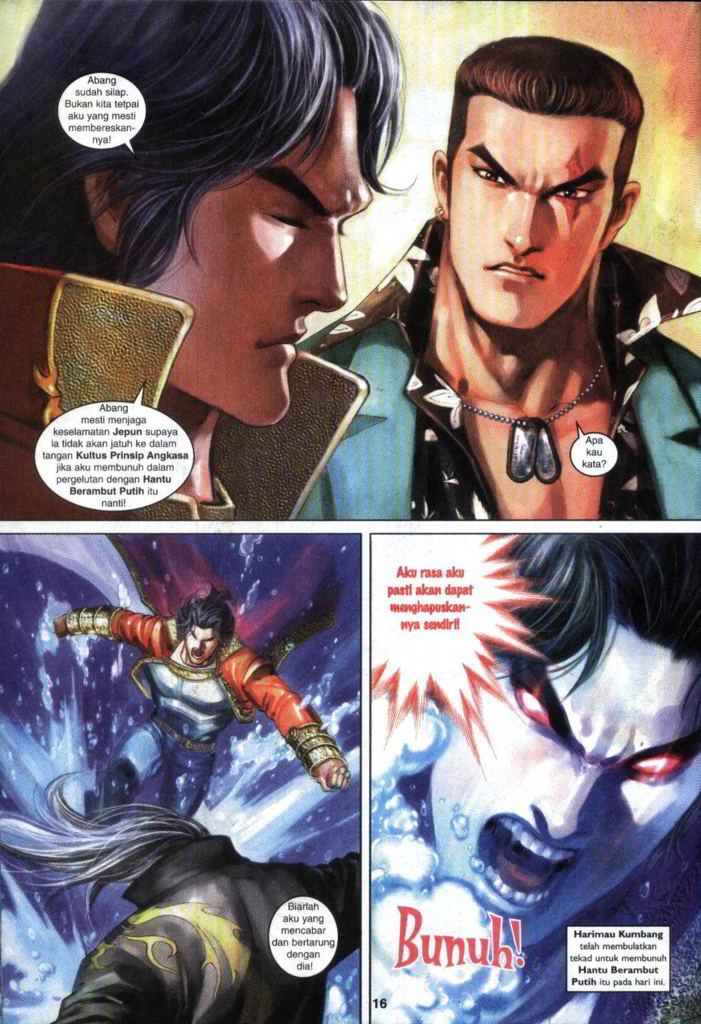 Abang
sudah silap.
Bukan kita tetpai
aku yang mesti
membereskan-
nya!
Abang
mesti menjaga
keselamatan Jepun supaya
ia tidak akan jatuh ke dalam
tangan Kultus Prinsip Angkasa
jika aku membunuh dalam
pergelutan dengan Hantu
Berambut Putih itu
nanti!
Apa
kau
kata?
Biarlah
aku yang
mencabar
dan bertarung
dengan
dia!
Aku rasa aku
pasti akan dapat
menghapuskan-
nya sendiri!
Bunuh!
Harimau Kumbang
telah membulatkan
tekad untuk membunuh
Hantu Berambut
Putih itu pada hari ini.
16